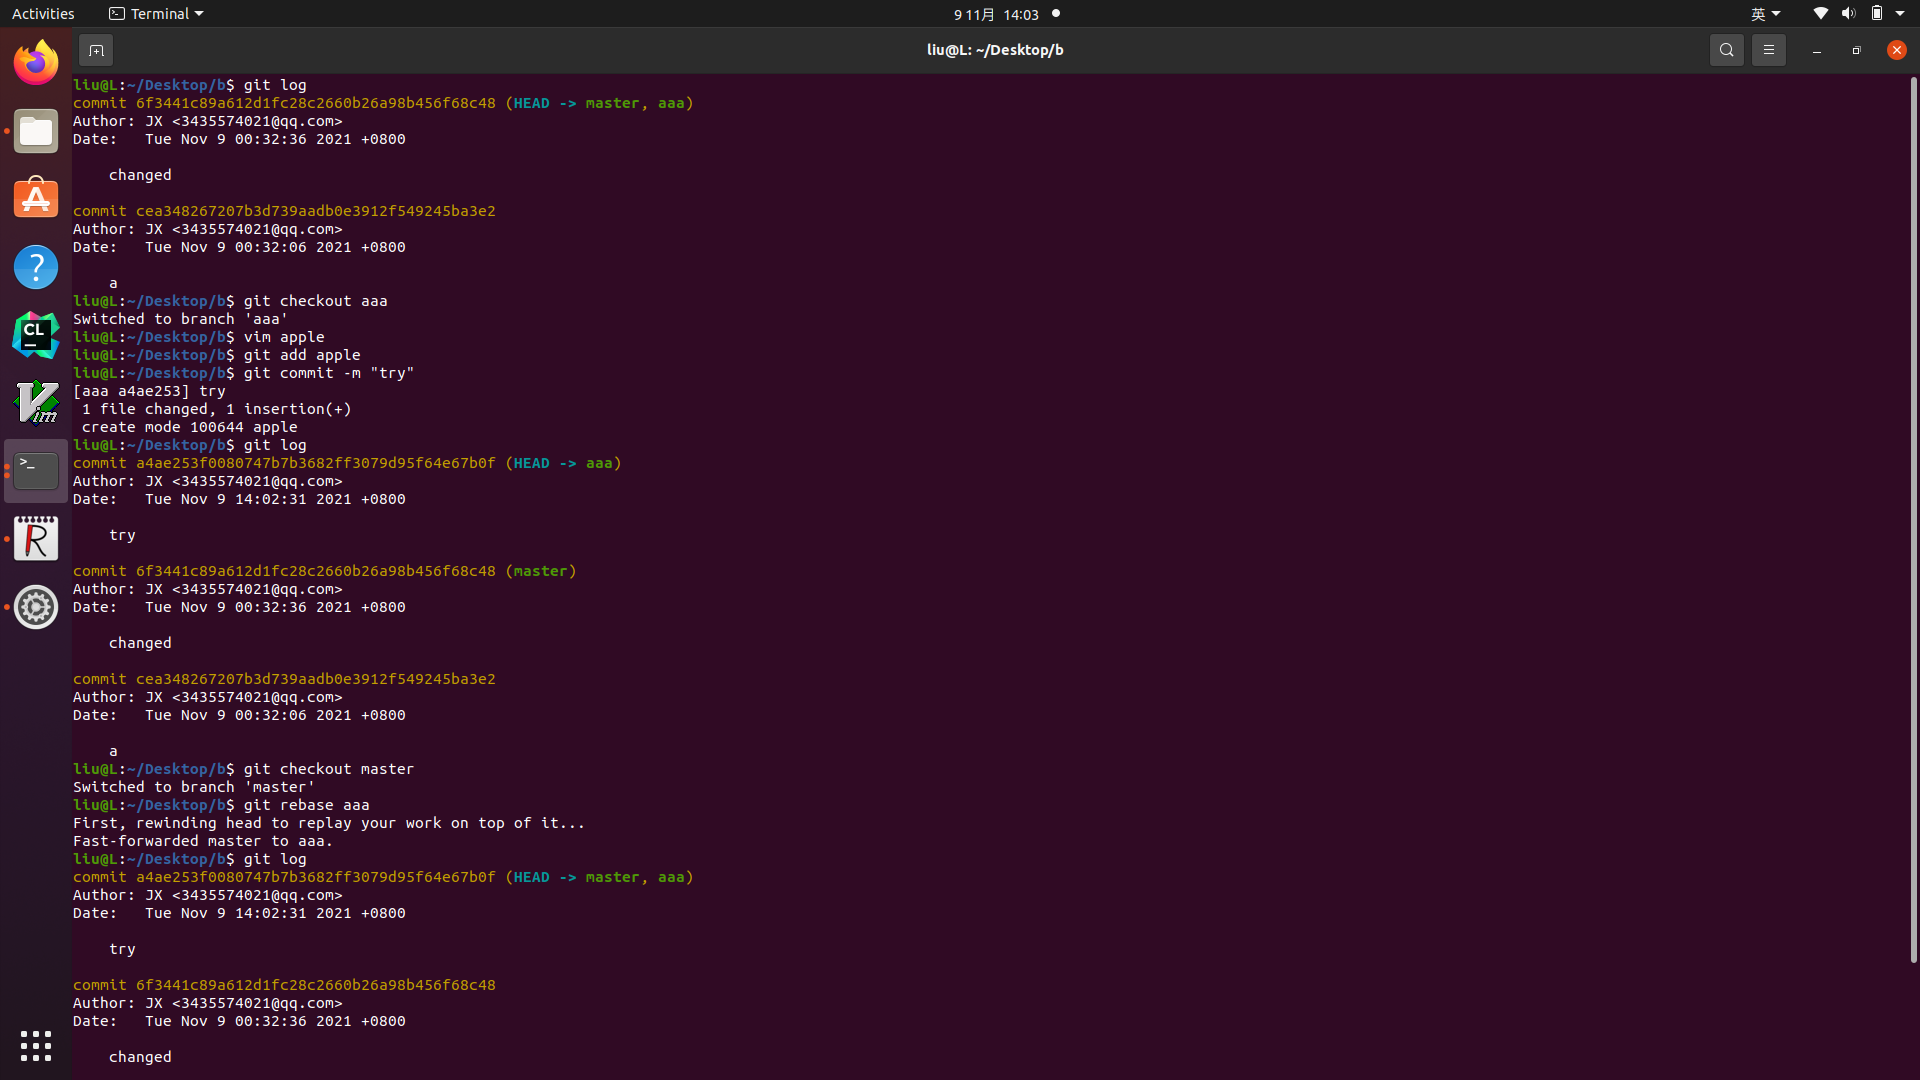 Activities
Terminal
9 11月 14:03
英
liu@L: ~/Desktop/b
liu@L:~/Desktop/b$ git log
commit 6f3441c89a612d1fc28c2660b26a98b456f68c48 (HEAD -> master, aaa)
Author: JX <3435574021@qq.com>
Date:   Tue Nov 9 00:32:36 2021 +0800
changed
commit cea348267207b3d739aadb0e3912f549245ba3e2
Author: JX <3435574021@qq.com>
Date:   Tue Nov 9 00:32:06 2021 +0800
a
liu@L:~/Desktop/b$ git checkout aaa
Switched to branch 'aaa'
liu@L:~/Desktop/b$ vim apple
liu@L:~/Desktop/b$ git add apple
liu@L:~/Desktop/b$ git commit -m "try"
[aaa a4ae253] try
1 file changed, 1 insertion(+)
create mode 100644 apple
liu@L:~/Desktop/b$ git log
commit a4ae253f0080747b7b3682ff3079d95f64e67b0f (HEAD -> aaa)
Author: JX <3435574021@qq.com>
Date:   Tue Nov 9 14:02:31 2021 +0800
try
commit 6f3441c89a612d1fc28c2660b26a98b456f68c48 (master)
Author: JX <3435574021@qq.com>
Date:   Tue Nov 9 00:32:36 2021 +0800
changed
commit cea348267207b3d739aadb0e3912f549245ba3e2
Author: JX <3435574021@qq.com>
Date:   Tue Nov 9 00:32:06 2021 +0800
a
liu@L:~/Desktop/b$ git checkout master
Switched to branch 'master'
liu@L:~/Desktop/b$ git rebase aaa
First, rewinding head to replay your work on top of it...
Fast-forwarded master to aaa.
liu@L:~/Desktop/b$ git log
commit a4ae253f0080747b7b3682ff3079d95f64e67b0f (HEAD -> master, aaa)
Author: JX <3435574021@qq.com>
Date:   Tue Nov 9 14:02:31 2021 +0800
try
commit 6f3441c89a612d1fc28c2660b26a98b456f68c48
Author: JX <3435574021@qq.com>
Date:   Tue Nov 9 00:32:36 2021 +0800
changed
A
?
CL
Vim
>_
R